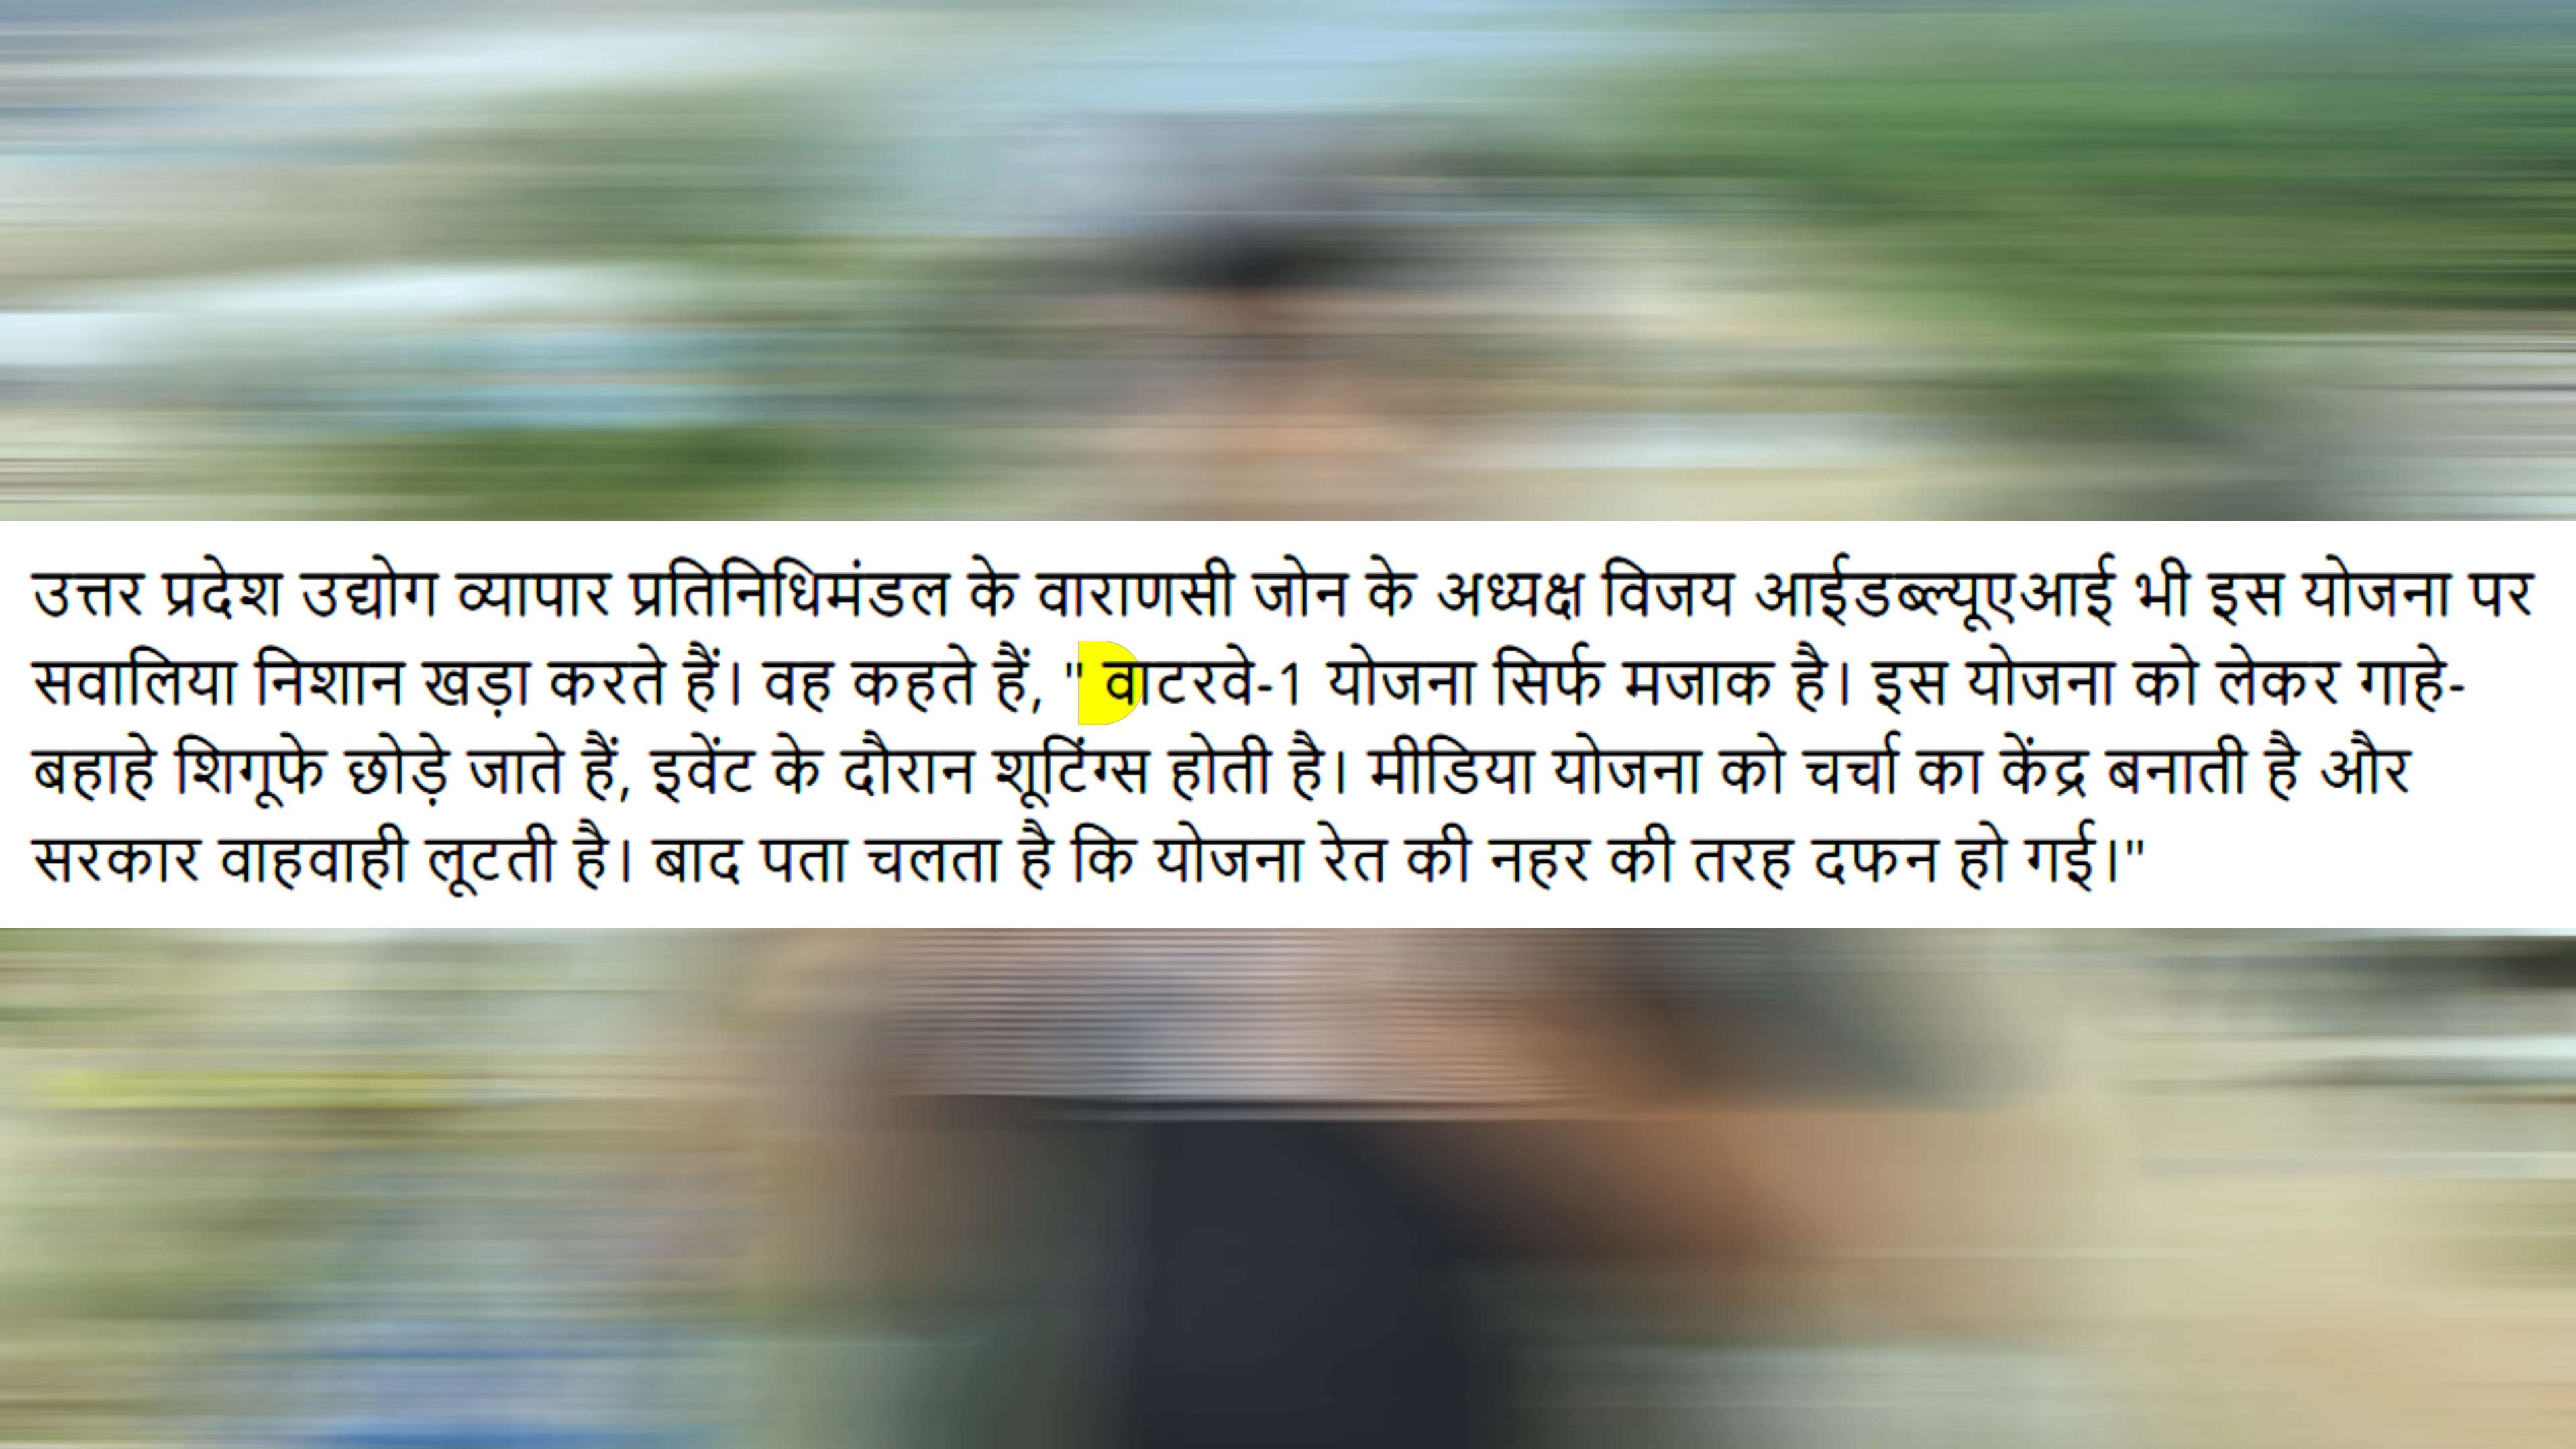 उत्तर प्रदेश उद्योग व्यापार प्रतिनिधिमंडल के वाराणसी जोन के अध्यक्ष विजय आईडब्ल्यूएआई भी इस योजना पर
सवालिया निशान खड़ा करते हैं। वह कहते हैं, " वाटरवे-1 योजना सिर्फ मजाक है। इस योजना को लेकर गाहे-
बहाहे शिगूफे छोड़े जाते हैं, इवेंट के दौरान शूटिंग्स होती है। मीडिया योजना को चर्चा का केंद्र बनाती है और
सरकार वाहवाही लूटती है। बाद पता चलता है कि योजना रेत की नहर की तरह दफन हो गई।"